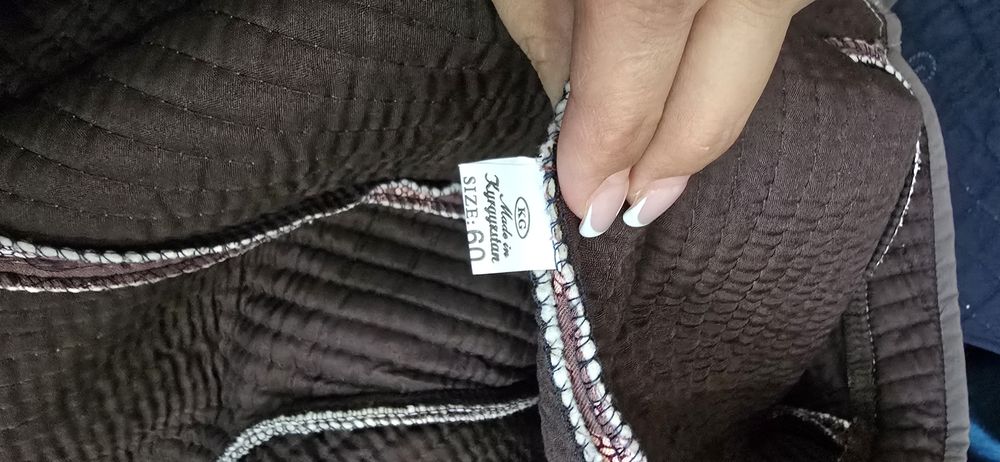 KG
Made in
Kyrgyzstan
SIZE: 60